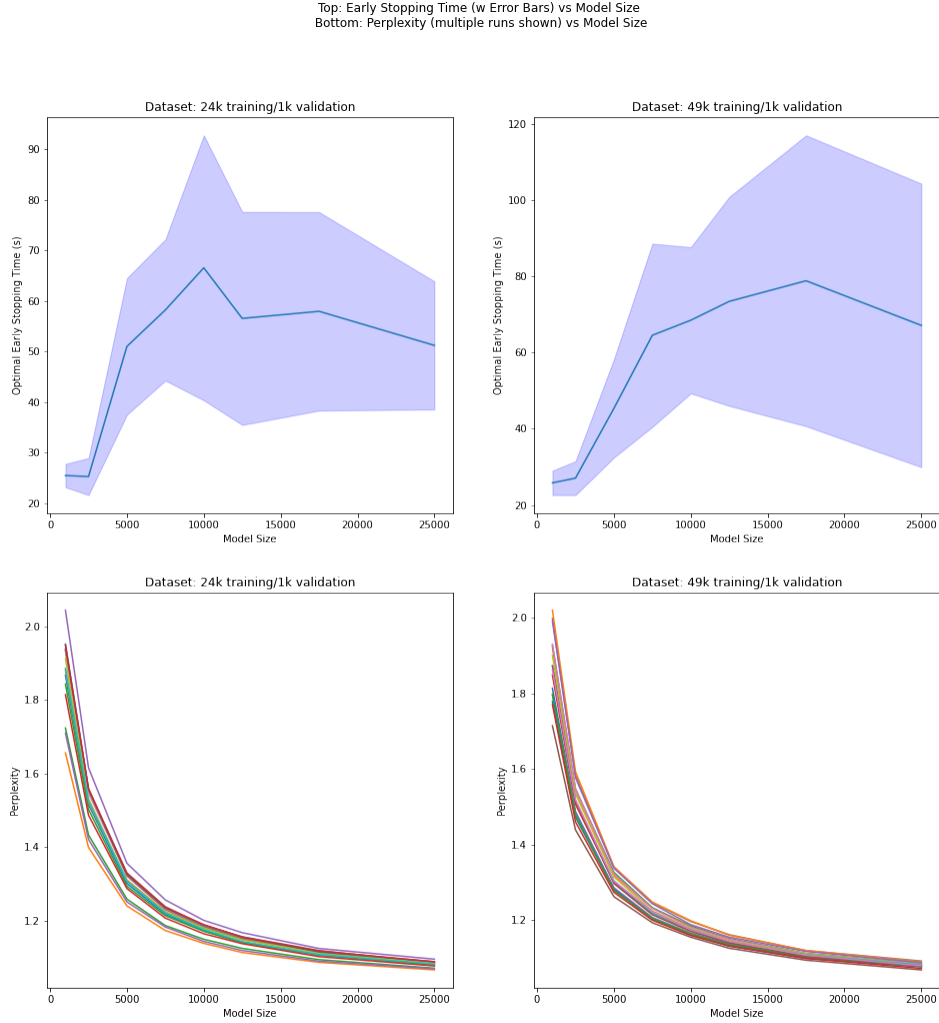 Top: Early Stopping Time (w Error Bars) vs Model Size
Bottom: Perplexity (multiple runs shown) vs Model Size
Dataset: 24k training/1k validation
Optimal Early Stopping Time (s)
90
80
70
60
50
40
30
20
0 5000 10000 15000 20000 25000
Model Size
Dataset: 49k training/1k validation
Optimal Early Stopping Time (s)
120
100
80
60
40
20
0 5000 10000 15000 20000 25000
Model Size
Dataset: 24k training/1k validation
Perplexity
2.0
1.8
1.6
1.4
1.2
0 5000 10000 15000 20000 25000
Model Size
Dataset: 49k training/1k validation
Perplexity
2.0
1.8
1.6
1.4
1.2
0 5000 10000 15000 20000 25000
Model Size